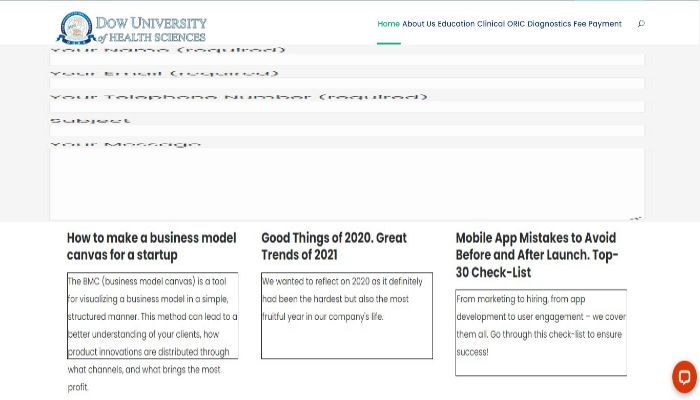 Dow University
of Health Sciences
Home About Us Education Clinical ORIC Diagnostics Fee Payment
Your Name (required)
Your Email (required)
Your Telephone Number (required)
Subject
Your Message
How to make a business model
canvas for a startup
The BMC (business model canvas) is a tool
for visualizing a business model in a simple,
structured manner. This method can lead to a
better understanding of your clients, how
product innovations are distributed through
what channels, and what brings the most
profit.
Good Things of 2020. Great
Trends of 2021
We wanted to reflect on 2020 as it definitely
had been the hardest but also the most
fruitful year in our company's life.
Mobile App Mistakes to Avoid
Before and After Launch. Top-
30 Check-List
From marketing to hiring, from app
development to user engagement – we cover
them all. Go through this check-list to ensure
success!